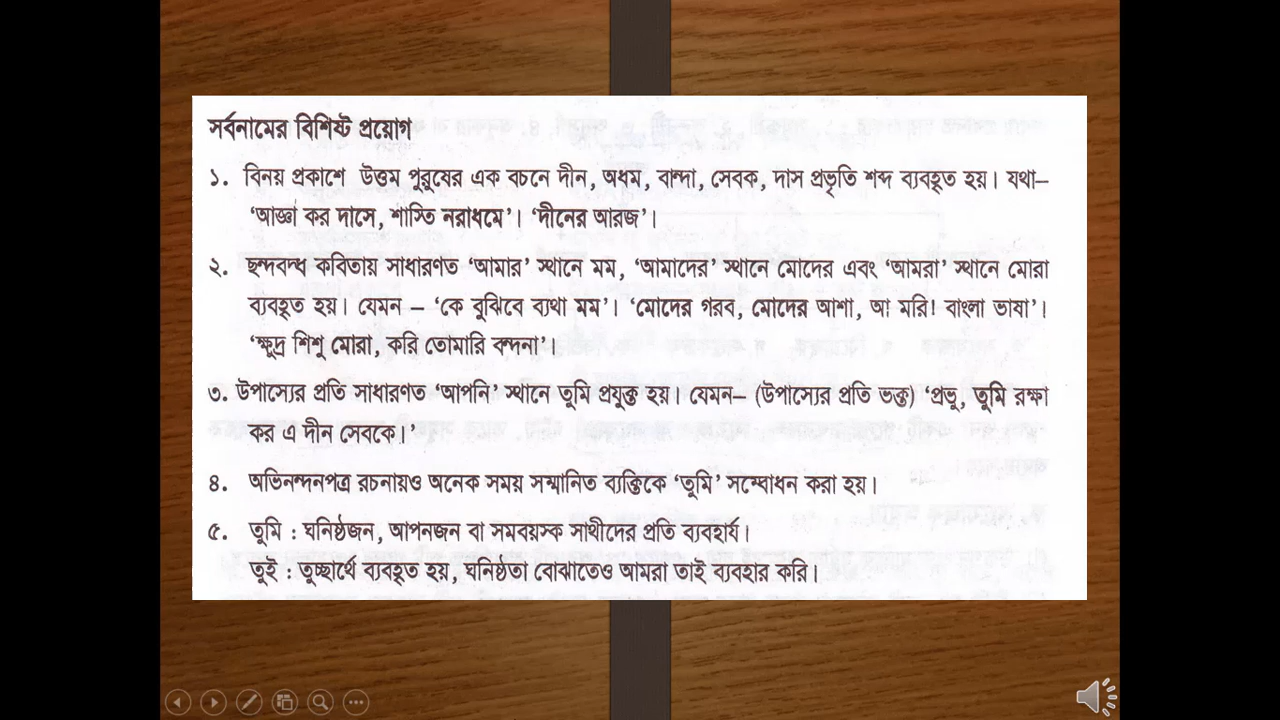 সর্বনামের বিশিষ্ট প্রয়োগ
১. বিনয় প্রকাশে উত্তম পুরুষের এক বচনে দীন, অধম, বান্দা, সেবক, দাস প্রভৃতি শব্দ ব্যবহৃত হয়। যথা–
‘আজ্ঞা কর দাসে, শাস্তি নরাধমে’। ‘দীনের আরজ’।
২. ছন্দবদ্ধ কবিতায় সাধারণত ‘আমার’ স্থানে মম, ‘আমাদের’ স্থানে মোদের এবং ‘আমরা’ স্থানে মোরা
ব্যবহৃত হয়। যেমন – ‘কে বুঝিবে ব্যথা মম’। ‘মোদের গরব, মোদের আশা, আ মরি! বাংলা ভাষা’।
‘ক্ষুদ্র শিশু মোরা, করি তোমারি বন্দনা’।
৩. উপাস্যের প্রতি সাধারণত ‘আপনি’ স্থানে তুমি প্রযুক্ত হয়। যেমন– (উপাস্যের প্রতি ভক্ত) ‘প্রভু, তুমি রক্ষা
কর এ দীন সেবকে।’
৪. অভিনন্দনপত্র রচনায়ও অনেক সময় সম্মানিত ব্যক্তিকে ‘তুমি’ সম্বোধন করা হয়।
৫. তুমি : ঘনিষ্ঠজন, আপনজন বা সমবয়স্ক সাথীদের প্রতি ব্যবহার্য।
তুই : তুচ্ছার্থে ব্যবহৃত হয়, ঘনিষ্ঠতা বোঝাতেও আমরা তাই ব্যবহার করি।